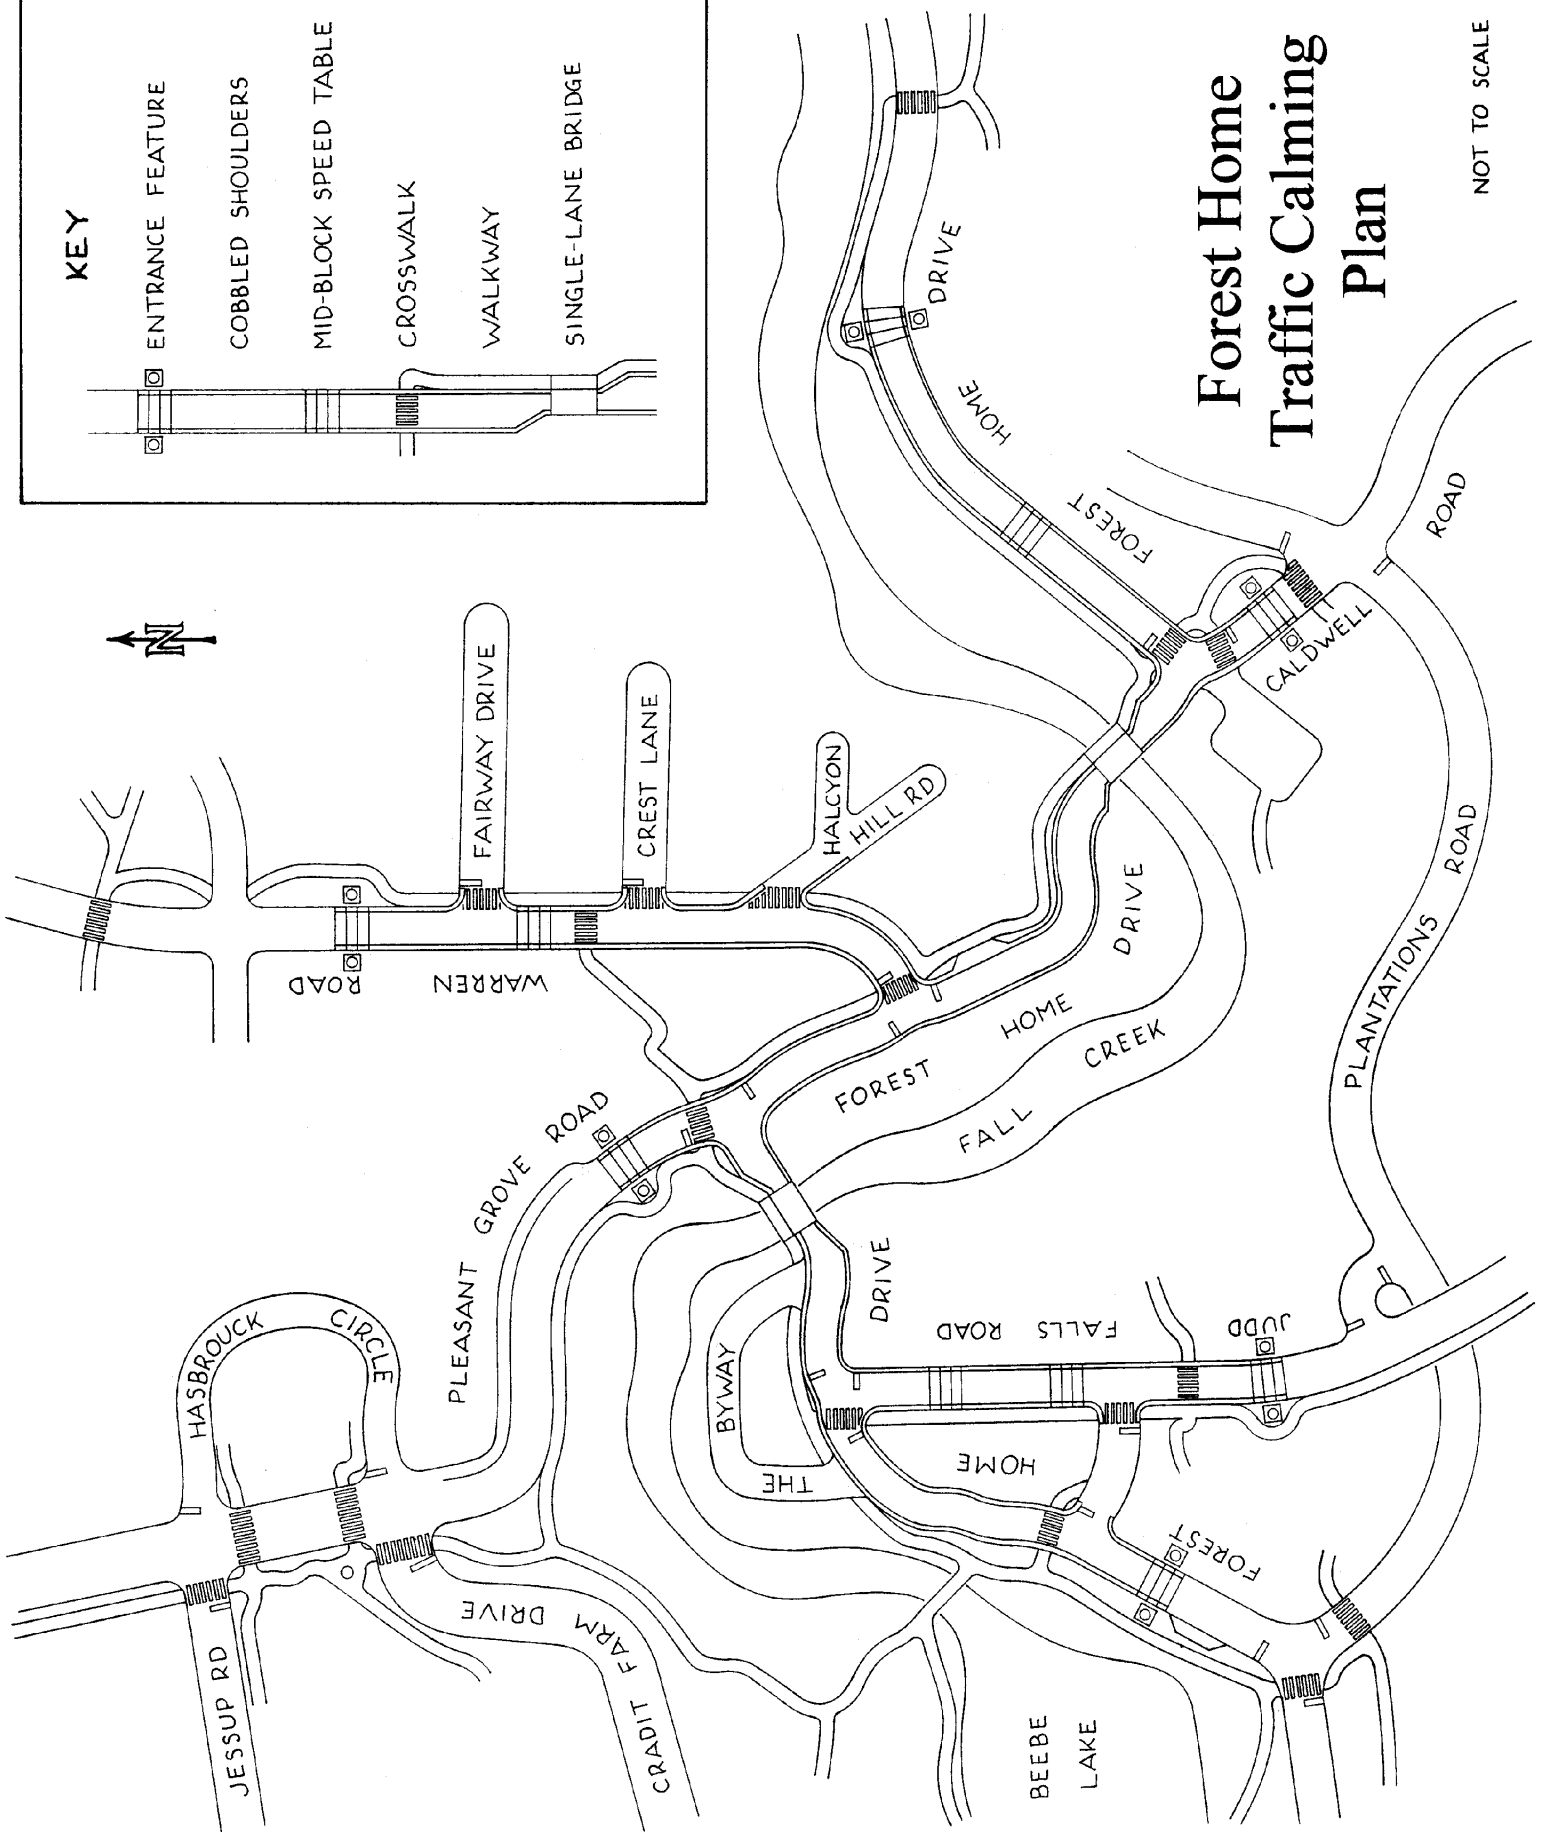 KEY
ENTRANCE FEATURE
COBBLED SHOULDERS
MID-BLOCK SPEED TABLE
CROSSWALK
WALKWAY
SINGLE-LANE BRIDGE
Forest Home
Traffic Calming
Plan
NOT TO SCALE
N
FAIRWAY DRIVE
CREST LANE
HALCYON
HILL RD
WARREN ROAD
PLEASANT GROVE ROAD
HASBROUCK CIRCLE
JESSUP RD
CRADIT FARM DRIVE
THE BYWAY
FOREST HOME DRIVE
FALL CREEK
FOREST HOME DRIVE
JUDD FALLS ROAD
FOREST HOME DRIVE
CALDWELL ROAD
PLANTATIONS ROAD
BEEBE
LAKE